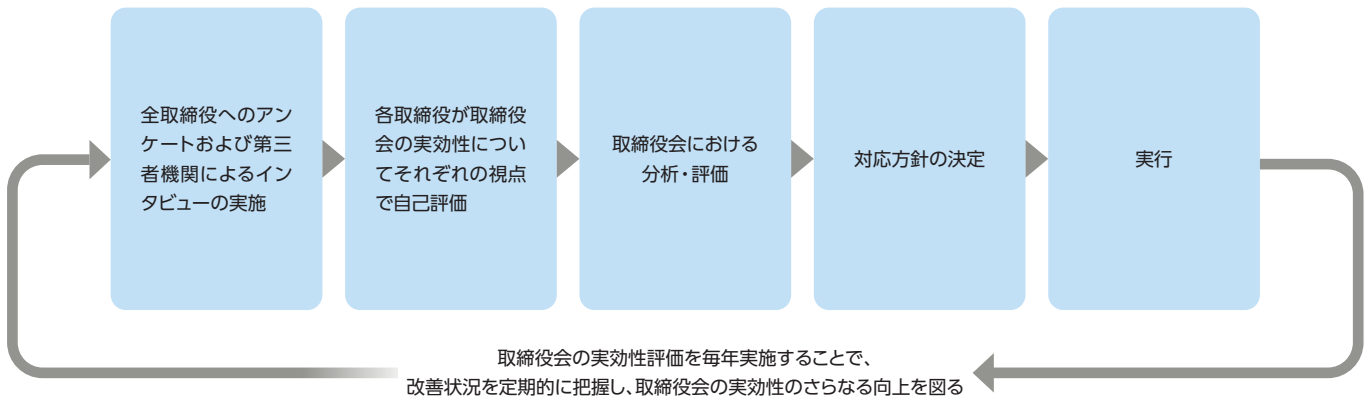 全取締役へのアン
ケートおよび第三
者機関によるイン
タビューの実施
各取締役が取締役
会の実効性につい
てそれぞれの視点
で自己評価
取締役会における
分析・評価
対応方針の決定
実行
取締役会の実効性評価を毎年実施することで、
改善状況を定期的に把握し、取締役会の実効性のさらなる向上を図る